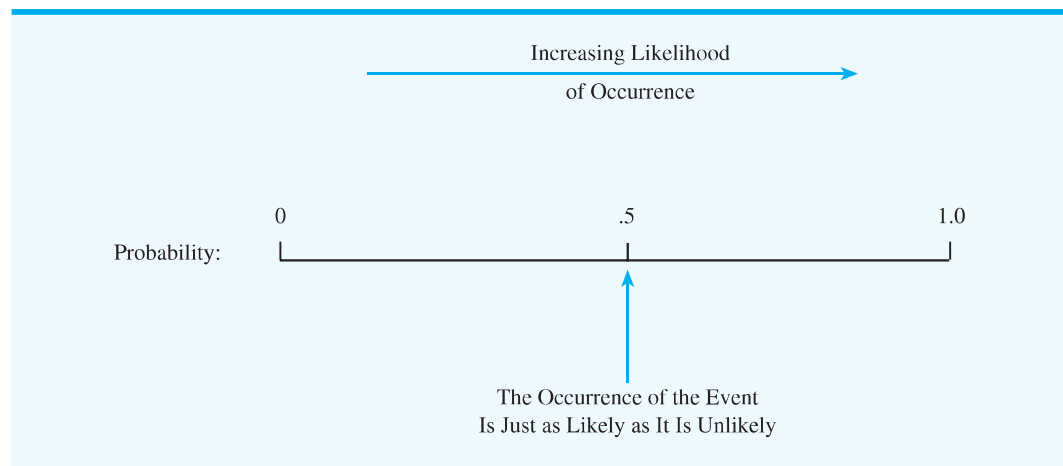 Increasing Likelihood
of Occurrence
0 .5 1.0
Probability:
The Occurrence of the Event
Is Just as Likely as It Is Unlikely